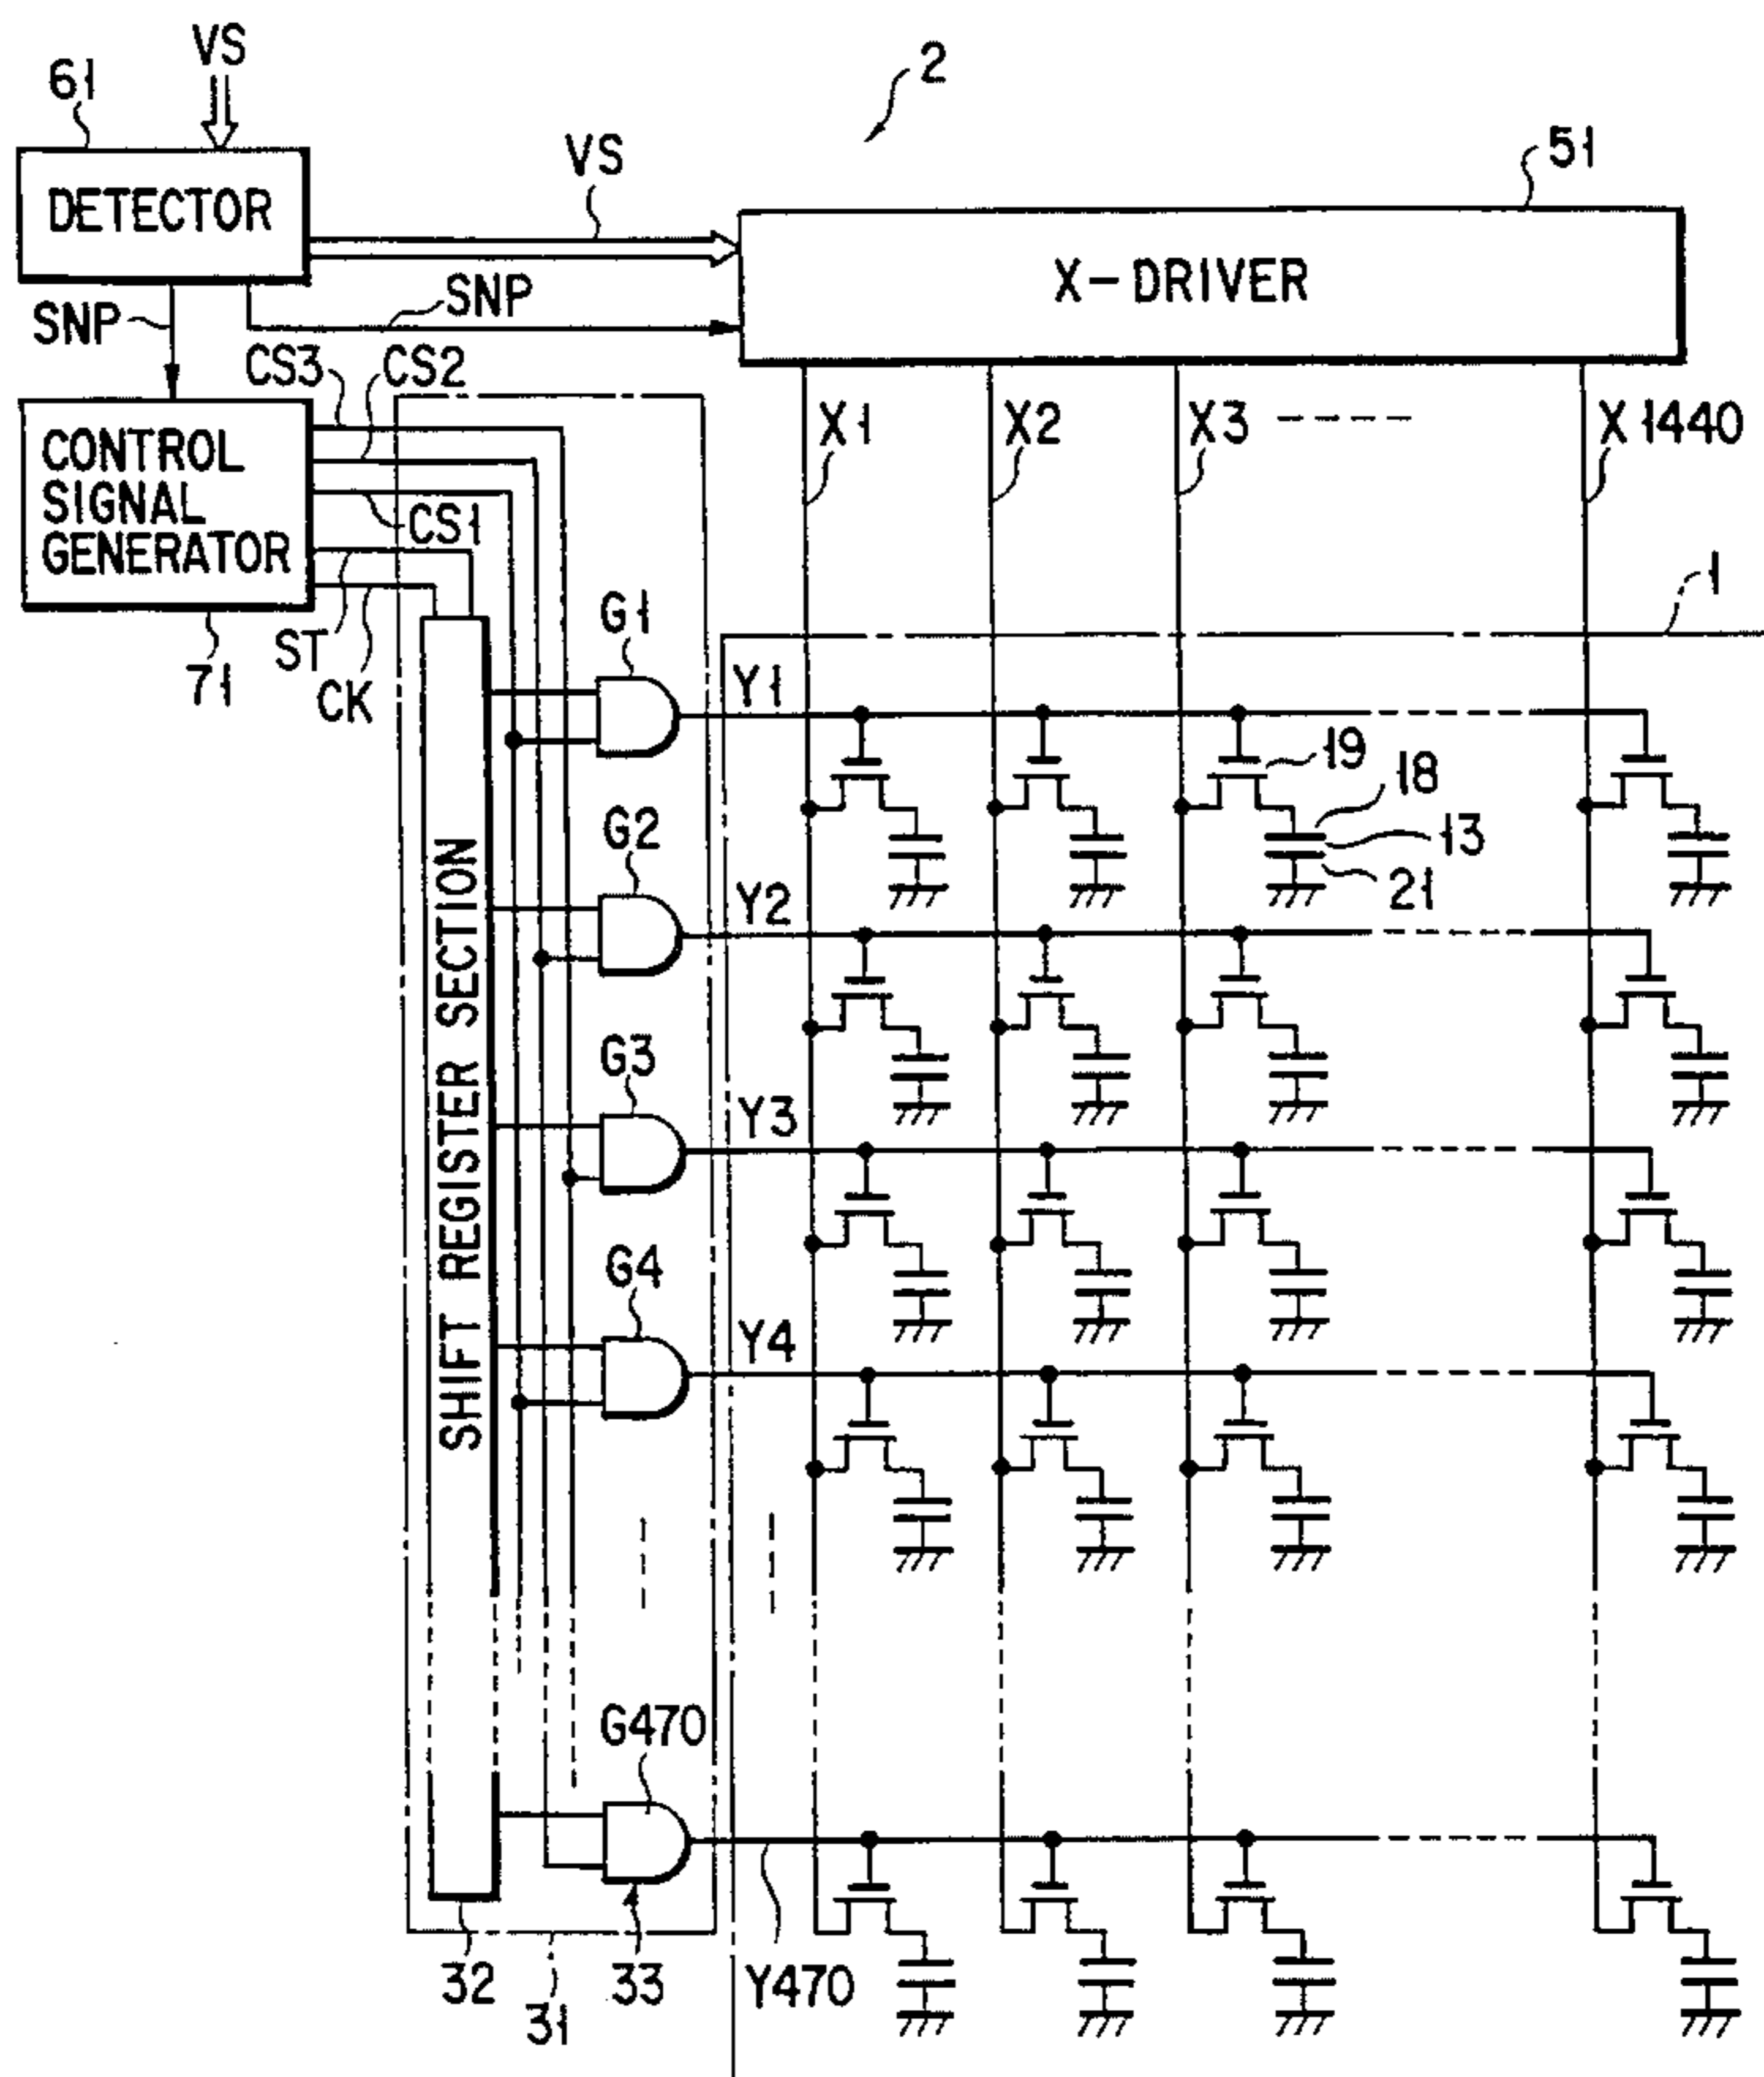 VS
61
2
DETECTOR
VS
51
X-DRIVER
SNP
SNP
CS3
CS2
CONTROL
SIGNAL
GENERATOR
CS1
X1
X2
X3
X1440
1
71
ST
CK
G1
Y1
19
18
13
21
G2
Y2
SHIFT REGISTER SECTION
G3
Y3
G4
Y4
G470
32
31
33
Y470